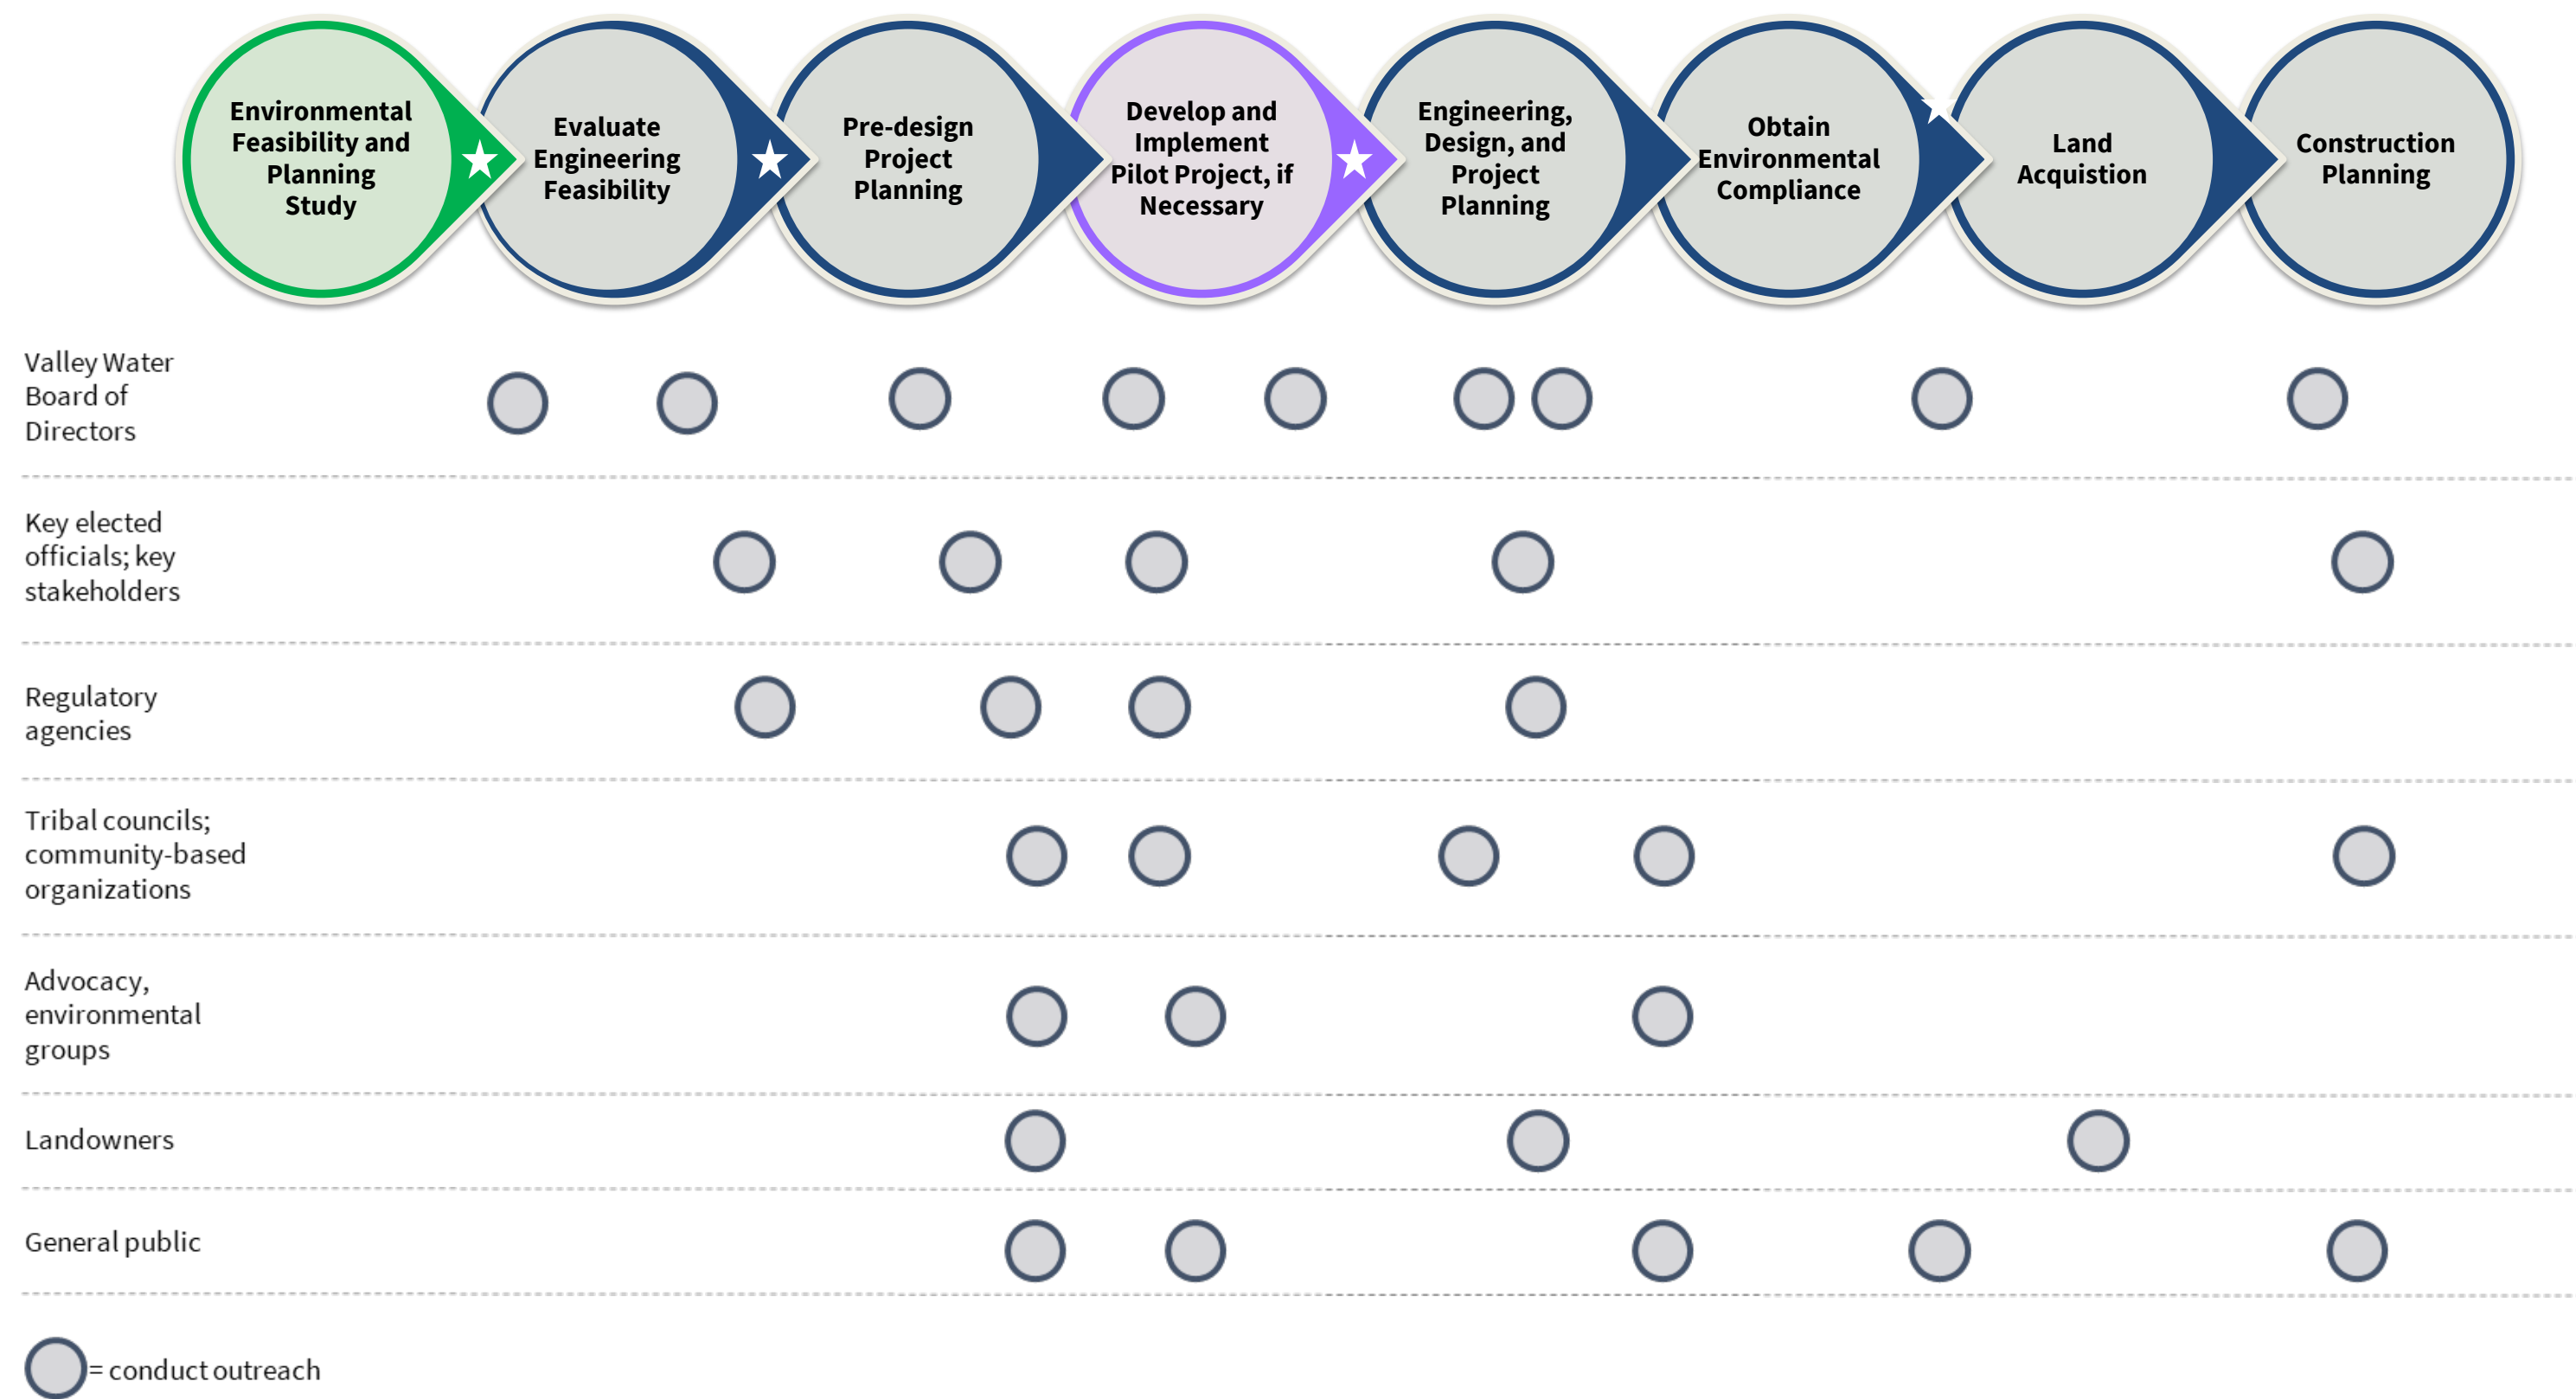 Environmental
Feasibility and
Planning
Study
Evaluate
Engineering
Feasibility
Pre-design
Project
Planning
Develop and
Implement
Pilot Project, if
Necessary
Engineering,
Design, and
Project
Planning
Obtain
Environmental
Compliance
Land
Acquistion
Construction
Planning
Valley Water
Board of
Directors
Key elected
officials; key
stakeholders
Regulatory
agencies
Tribal councils;
community-based
organizations
Advocacy,
environmental
groups
Landowners
General public
= conduct outreach